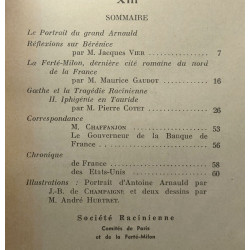 XIII
SOMMAIRE
Le Portrait du grand Arnauld
Réflexions sur Bérénice
par M. Jacques VIER 7
La Ferté-Milon, dernière cité romaine du nord
de la France
par M. Maurice GAUDOT 16
Gœthe et la Tragédie Racinienne
II. Iphigénie en Tauride
par M. Pierre COTET 26
Correspondance
M. CHAFFANJON 53
Le Gouverneur de la Banque de
France 56
Chronique
de France 58
des Etats-Unis 60
Illustrations : Portrait d'Antoine Arnauld par
J.-B. de CHAMPAIGNE et deux dessins par
M. André HURTRET.
Société Racinienne
Comités de Paris
et de la Ferté-Milon